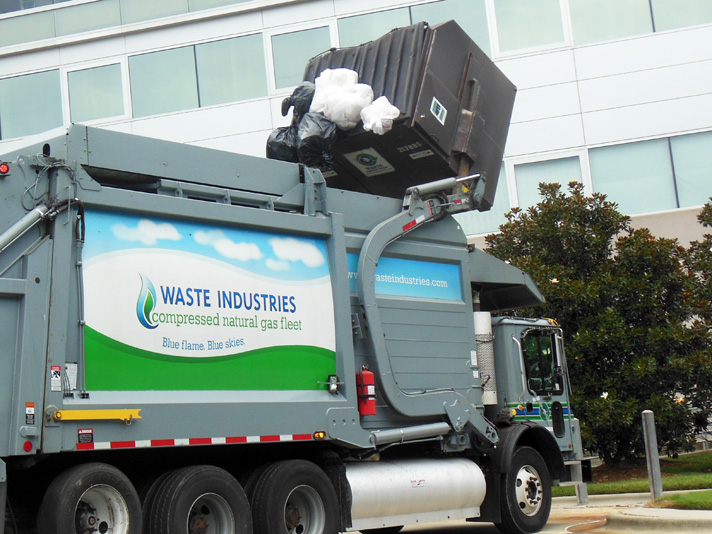 WASTE INDUSTRIES
compressed natural gas fleet
Blue flame. Blue skies.
wasteindustries.com